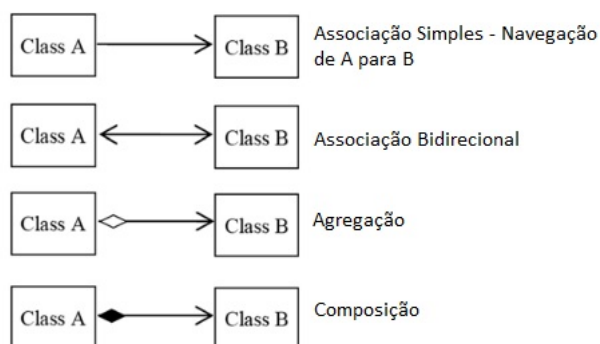 Class A
Class B
Associação Simples - Navegação
de A para B
Class A
Class B
Associação Bidirecional
Class A
Class B
Agregação
Class A
Class B
Composição